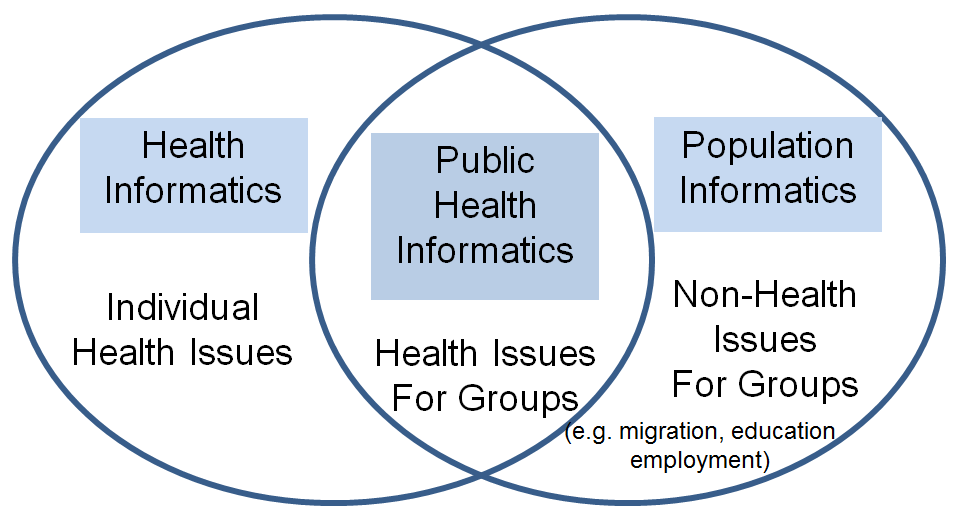 Health
Informatics
Individual
Health Issues
Public
Health
Informatics
Health Issues
For Groups
Population
Informatics
Non-Health
Issues
For Groups
(e.g. migration, education
employment)